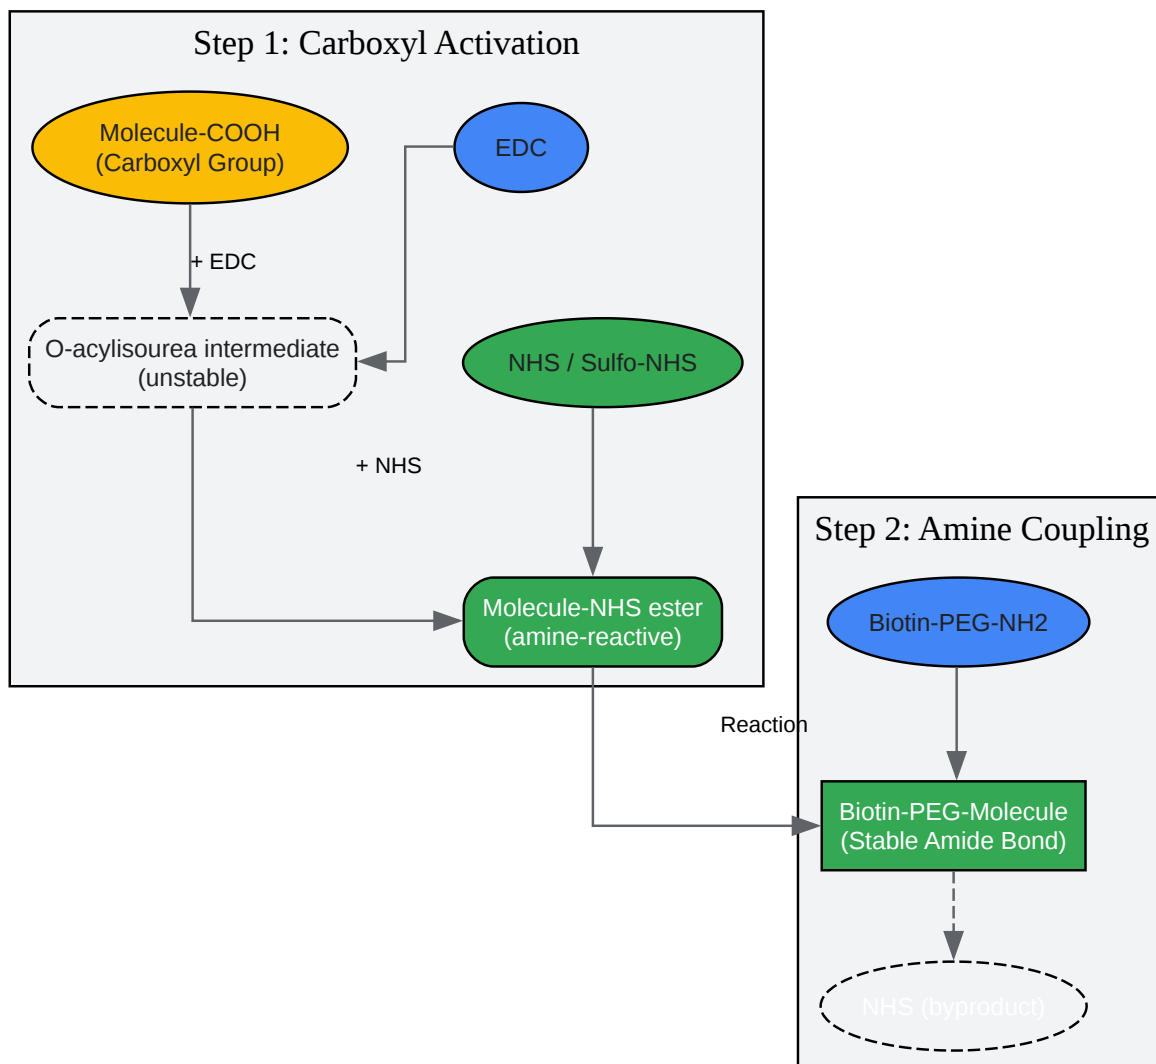 Step 1: Carboxyl Activation
Molecule-COOH
(Carboxyl Group)
EDC
+ EDC
O-acylisourea intermediate
(unstable)
NHS / Sulfo-NHS
+ NHS
Molecule-NHS ester
(amine-reactive)
Step 2: Amine Coupling
Biotin-PEG-NH2
Reaction
Biotin-PEG-Molecule
(Stable Amide Bond)
NHS (byproduct)